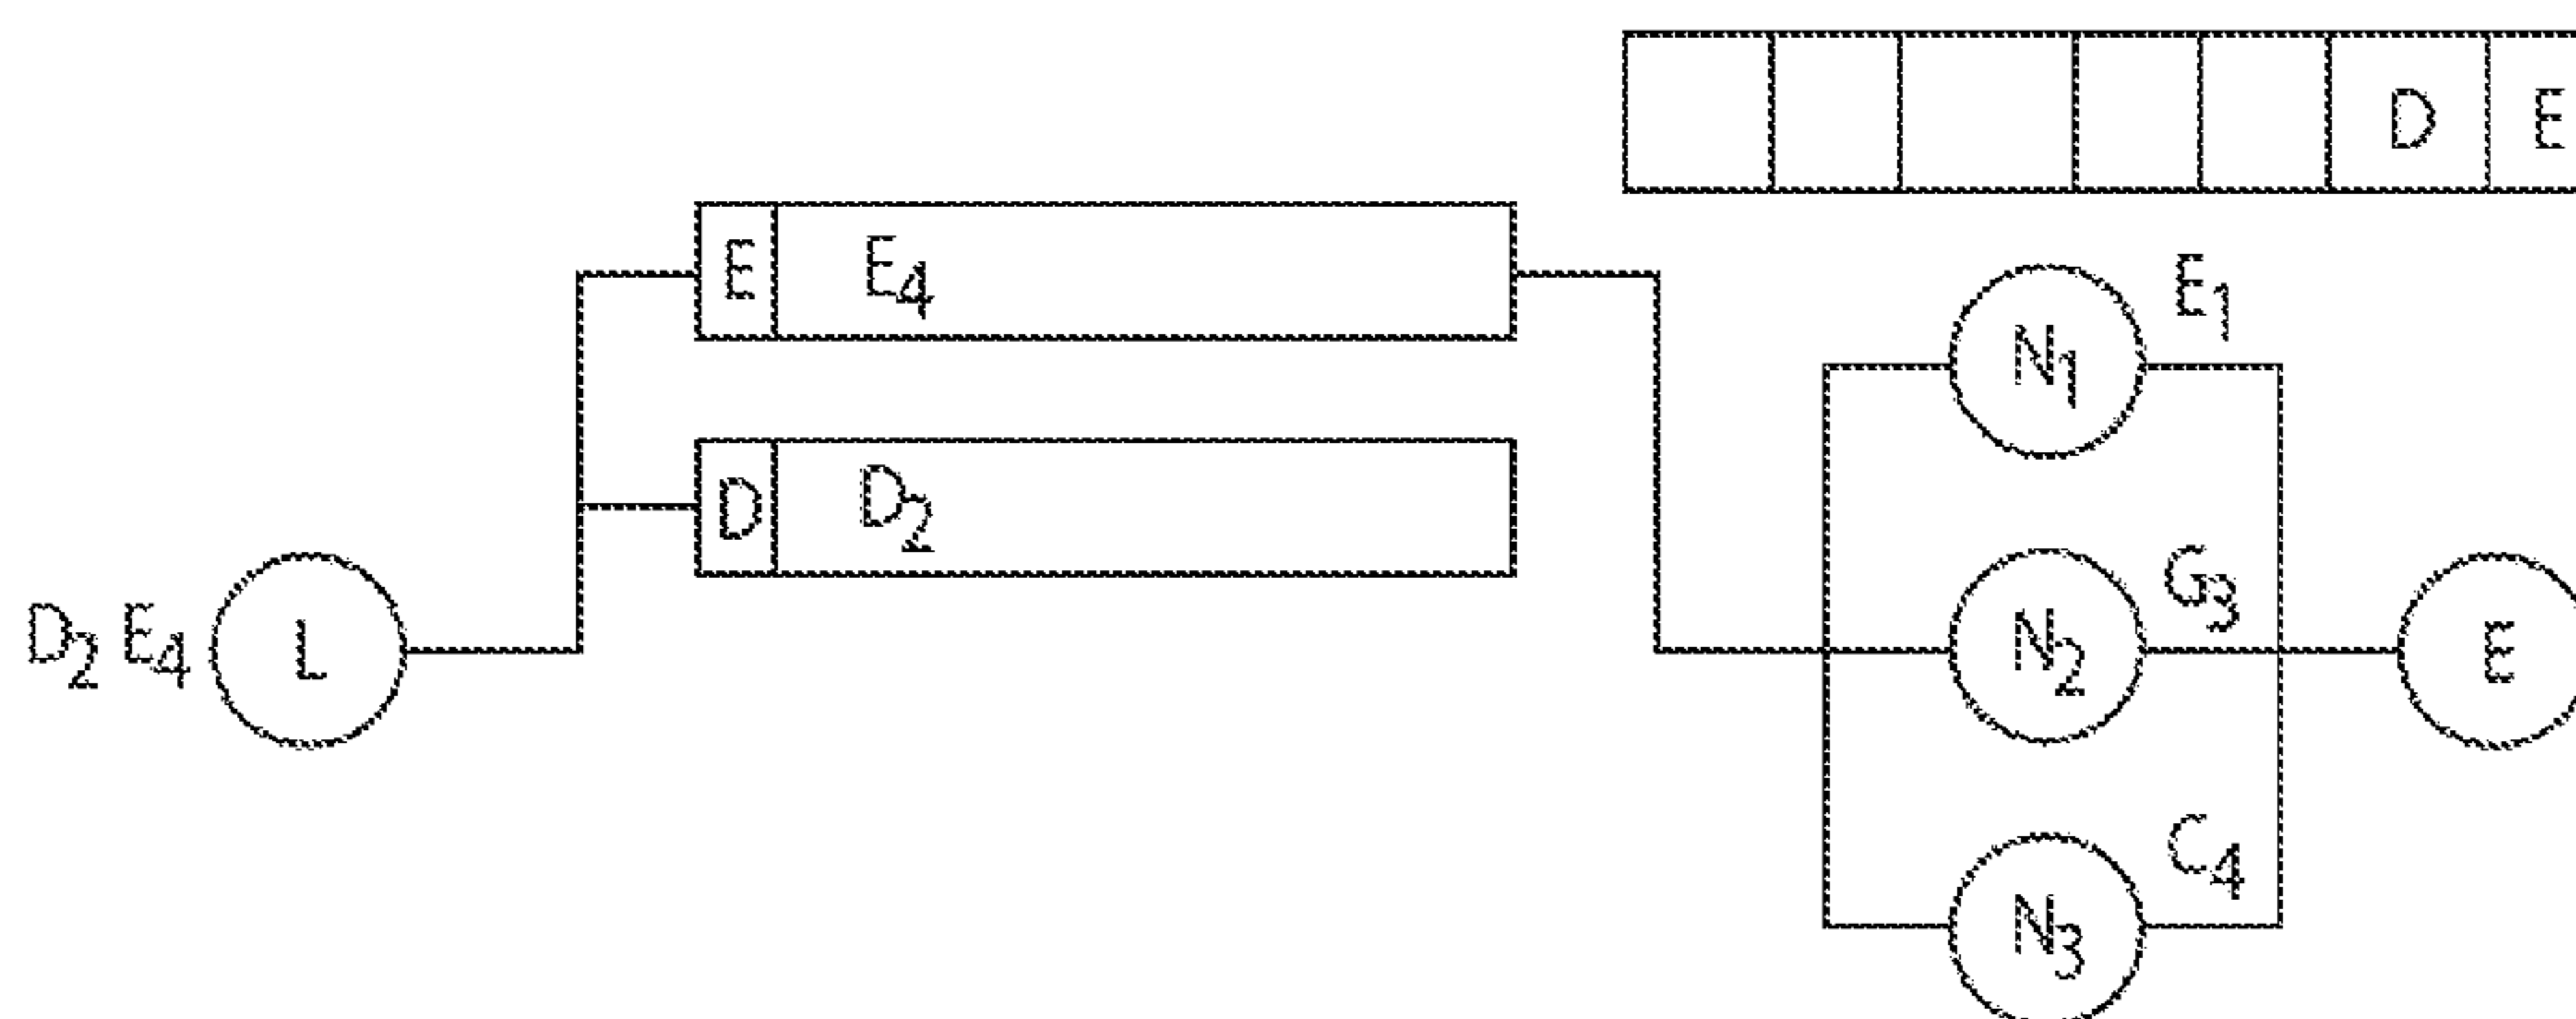 D E
E E₄
E₁
N₁
D D₂
G₃
D₂ E₄ L
N₂
E
C₄
N₃